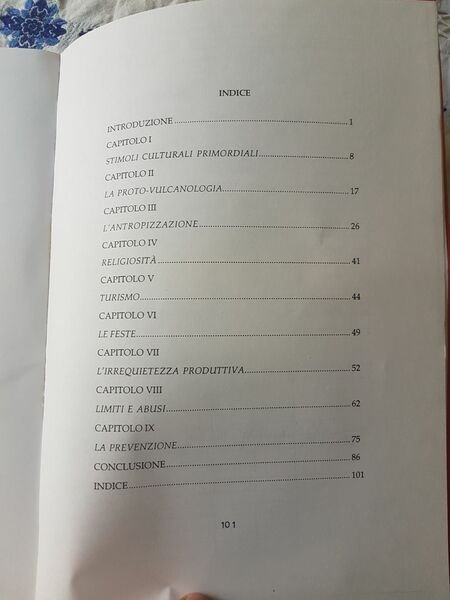 INDICE
INTRODUZIONE 1
CAPITOLO I
STIMOLI CULTURALI PRIMORDIALI 8
CAPITOLO II
LA PROTO-VULCANOLOGIA 17
CAPITOLO III
L'ANTROPIZZAZIONE 26
CAPITOLO IV
RELIGIOSITÀ 41
CAPITOLO V
TURISMO 44
CAPITOLO VI
LE FESTE 49
CAPITOLO VII
L'IRREQUIETEZZA PRODUTTIVA 52
CAPITOLO VIII
LIMITI E ABUSI 62
CAPITOLO IX
LA PREVENZIONE 75
CONCLUSIONE 86
INDICE 101
101